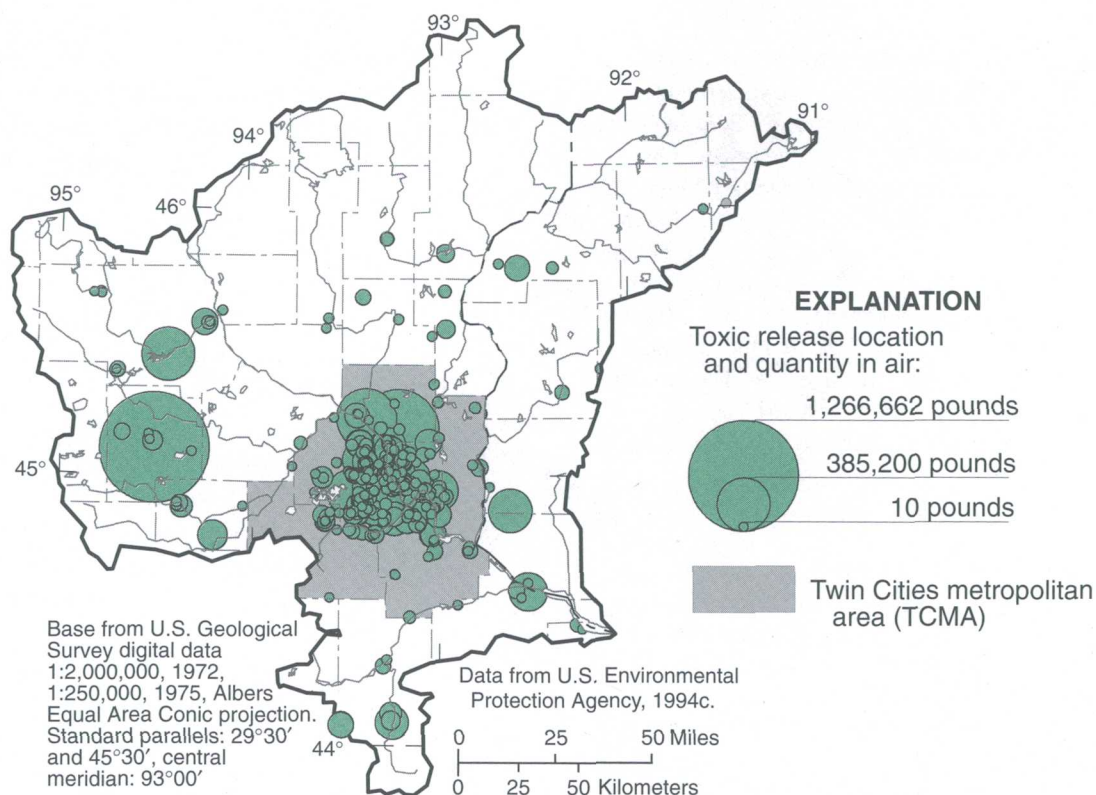 93°
92°
91°
94°
95°
46°
EXPLANATION
Toxic release location
and quantity in air:
1,266,662 pounds
385,200 pounds
10 pounds
45°
Twin Cities metropolitan
area (TCMA)
Base from U.S. Geological
Survey digital data
1:2,000,000, 1972,
1:250,000, 1975, Albers
Equal Area Conic projection.
Standard parallels: 29°30′
and 45°30′, central
meridian: 93°00′
44°
Data from U.S. Environmental
Protection Agency, 1994c.
0 25 50 Miles
0 25 50 Kilometers